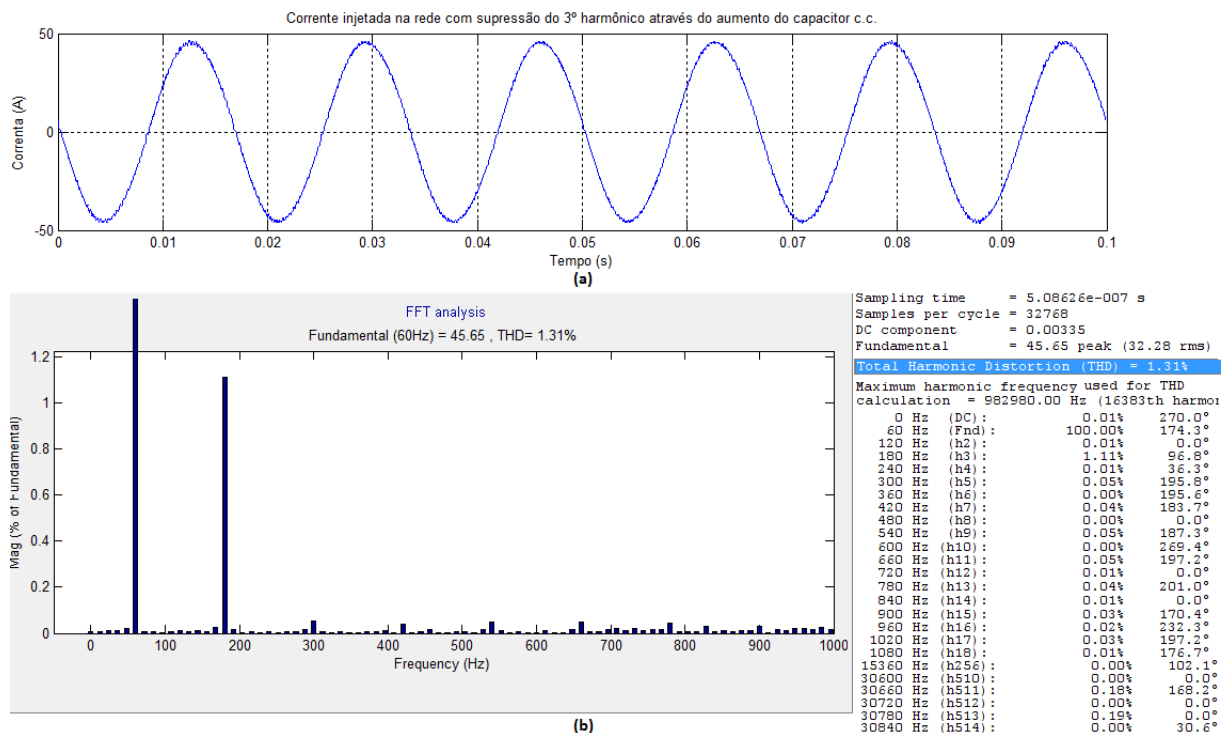 Corrente injetada na rede com supressão do 3º harmônico através do aumento do capacitor c.c.
50
0
-50
Correnta (A)
0 0.01 0.02 0.03 0.04 0.05 0.06 0.07 0.08 0.09 0.1
Tempo (s)
(a)
FFT analysis
Fundamental (60Hz) = 45.65 , THD= 1.31%
1.2
1
0.8
0.6
0.4
0.2
0
Mag (% of Fundamental)
0 100 200 300 400 500 600 700 800 900 1000
Frequency (Hz)
Sampling time = 5.08626e-007 s
Samples per cycle = 32768
DC component = 0.00335
Fundamental = 45.65 peak (32.28 rms)
Total Harmonic Distortion (THD) = 1.31%
Maximum harmonic frequency used for THD
calculation = 982980.00 Hz (16383th harmon
0 Hz (DC): 0.01% 270.0°
60 Hz (Fnd): 100.00% 174.3°
120 Hz (h2): 0.01% 0.0°
180 Hz (h3): 1.11% 96.8°
240 Hz (h4): 0.01% 36.3°
300 Hz (h5): 0.05% 195.8°
360 Hz (h6): 0.00% 195.6°
420 Hz (h7): 0.04% 183.7°
480 Hz (h8): 0.00% 0.0°
540 Hz (h9): 0.05% 187.3°
600 Hz (h10): 0.00% 269.4°
660 Hz (h11): 0.05% 197.2°
720 Hz (h12): 0.01% 0.0°
780 Hz (h13): 0.04% 201.0°
840 Hz (h14): 0.01% 0.0°
900 Hz (h15): 0.03% 170.4°
960 Hz (h16): 0.02% 232.3°
1020 Hz (h17): 0.03% 197.2°
1080 Hz (h18): 0.01% 176.7°
15360 Hz (h256): 0.00% 102.1°
30600 Hz (h510): 0.00% 0.0°
30660 Hz (h511): 0.18% 168.2°
30720 Hz (h512): 0.00% 0.0°
30780 Hz (h513): 0.19% 0.0°
30840 Hz (h514): 0.00% 30.6°
(b)